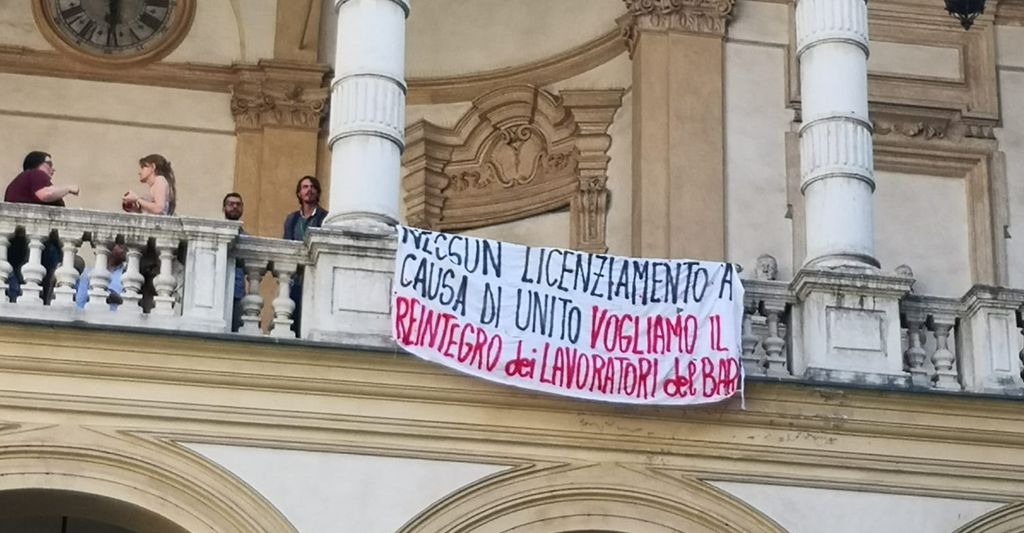 NESSUN LICENZIAMENTO A
CAUSA DI UNITO VOGLIAMO IL
REINTEGRO dei LAVORATORI del BAR